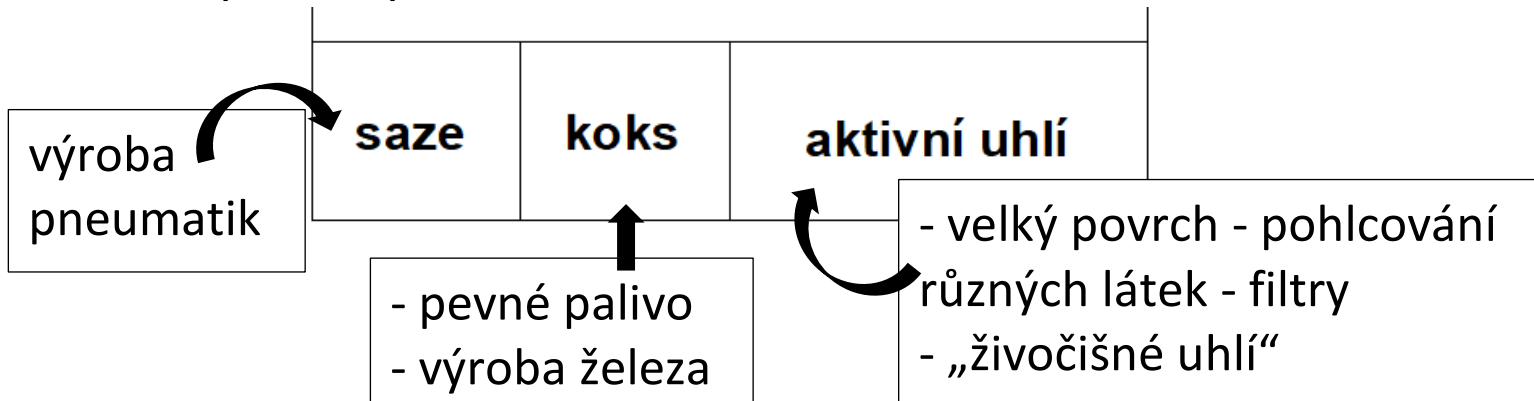 saze
koks
aktivní uhlí
výroba
pneumatik
- pevné palivo
- výroba železa
- velký povrch - pohlcování
různých látek - filtry
- „živočišné uhlí“